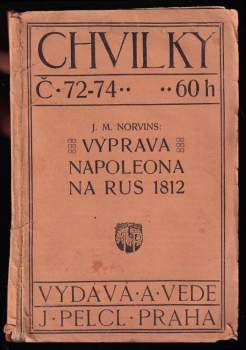 CHVILKY
Č·72-74·· ··60 h
J. M. NORVINS:
VÝPRAVA
NAPOLEONA
NA RUS 1812
VYDÁVÁ·A·VEDE
J·PELCL·PRAHA